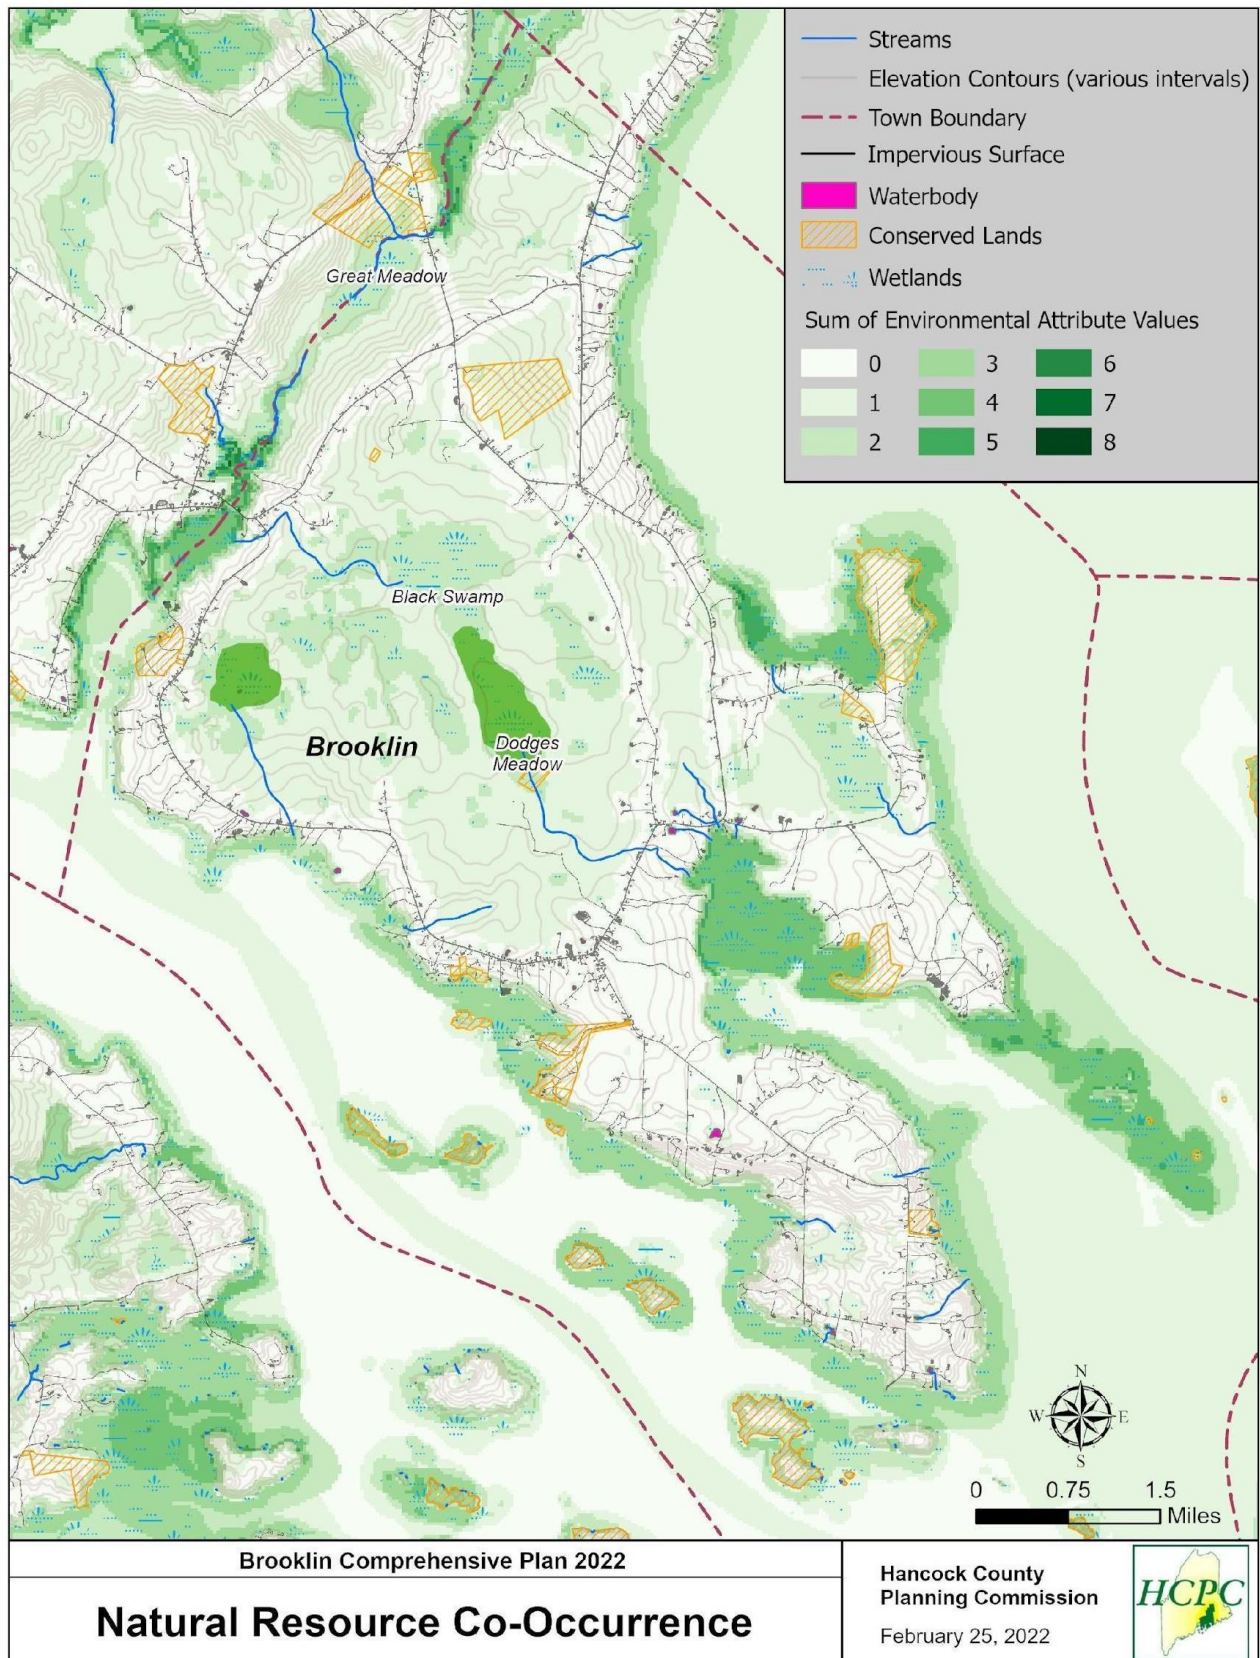 Streams
Elevation Contours (various intervals)
Town Boundary
Impervious Surface
Waterbody
Conserved Lands
Wetlands
Sum of Environmental Attribute Values
0 3 6
1 4 7
2 5 8
Great Meadow
Black Swamp
Brooklin
Dodges
Meadow
N
W E
S
0 0.75 1.5
Miles
Brooklin Comprehensive Plan 2022
Natural Resource Co-Occurrence
Hancock County
Planning Commission
February 25, 2022
HCPC